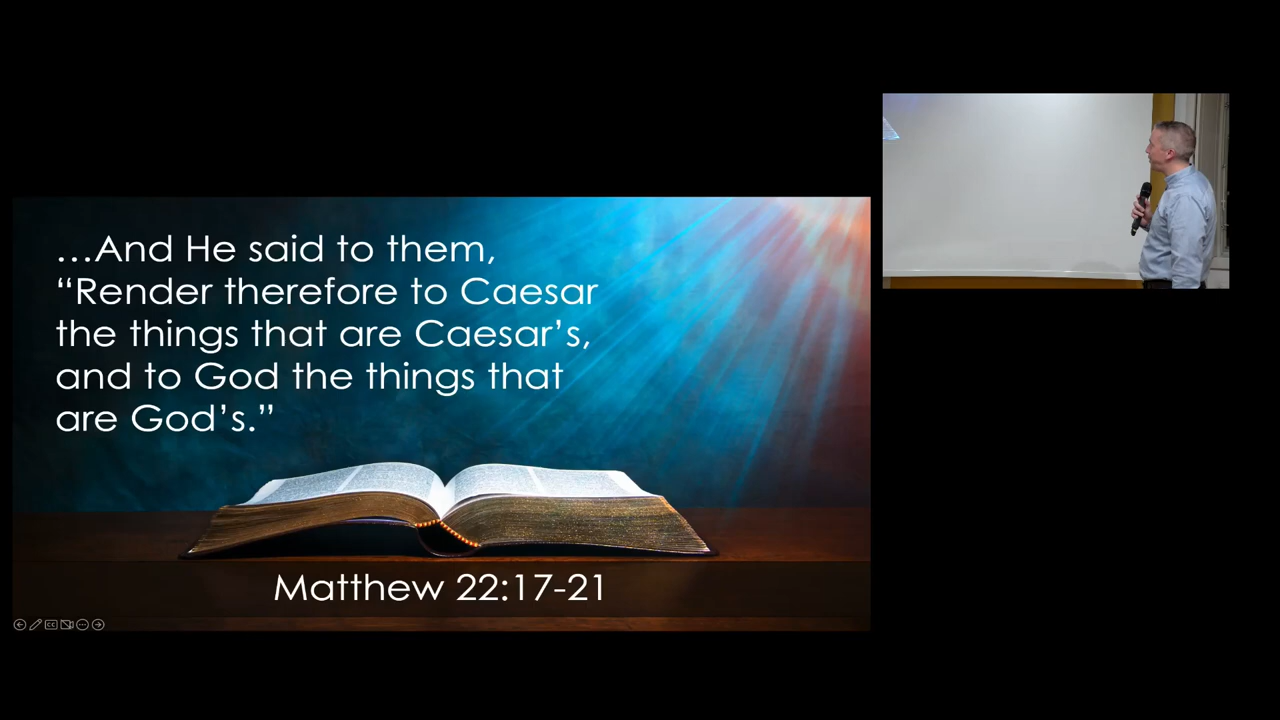 …And He said to them,
“Render therefore to Caesar
the things that are Caesar’s,
and to God the things that
are God’s.”
Matthew 22:17-21